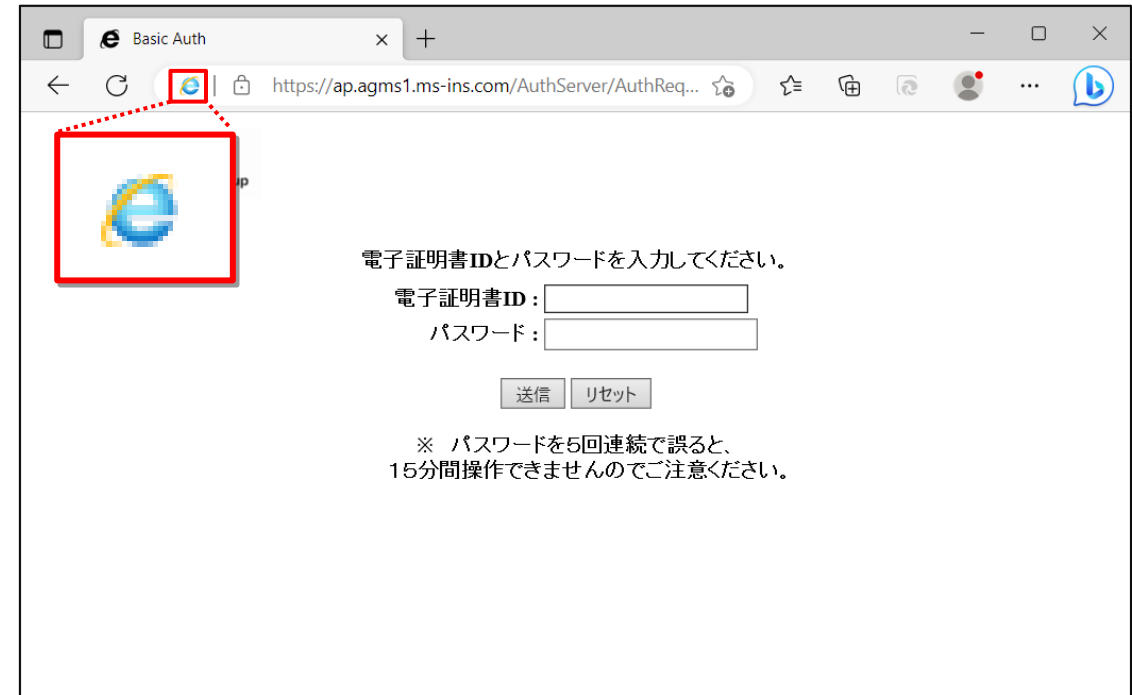 Basic Auth
https://ap.agms1.ms-ins.com/AuthServer/AuthReq...
up
電子証明書IDとパスワードを入力してください。
電子証明書ID :
パスワード :
送信 リセット
※ パスワードを5回連続で誤ると、
15分間操作できませんのでご注意ください。